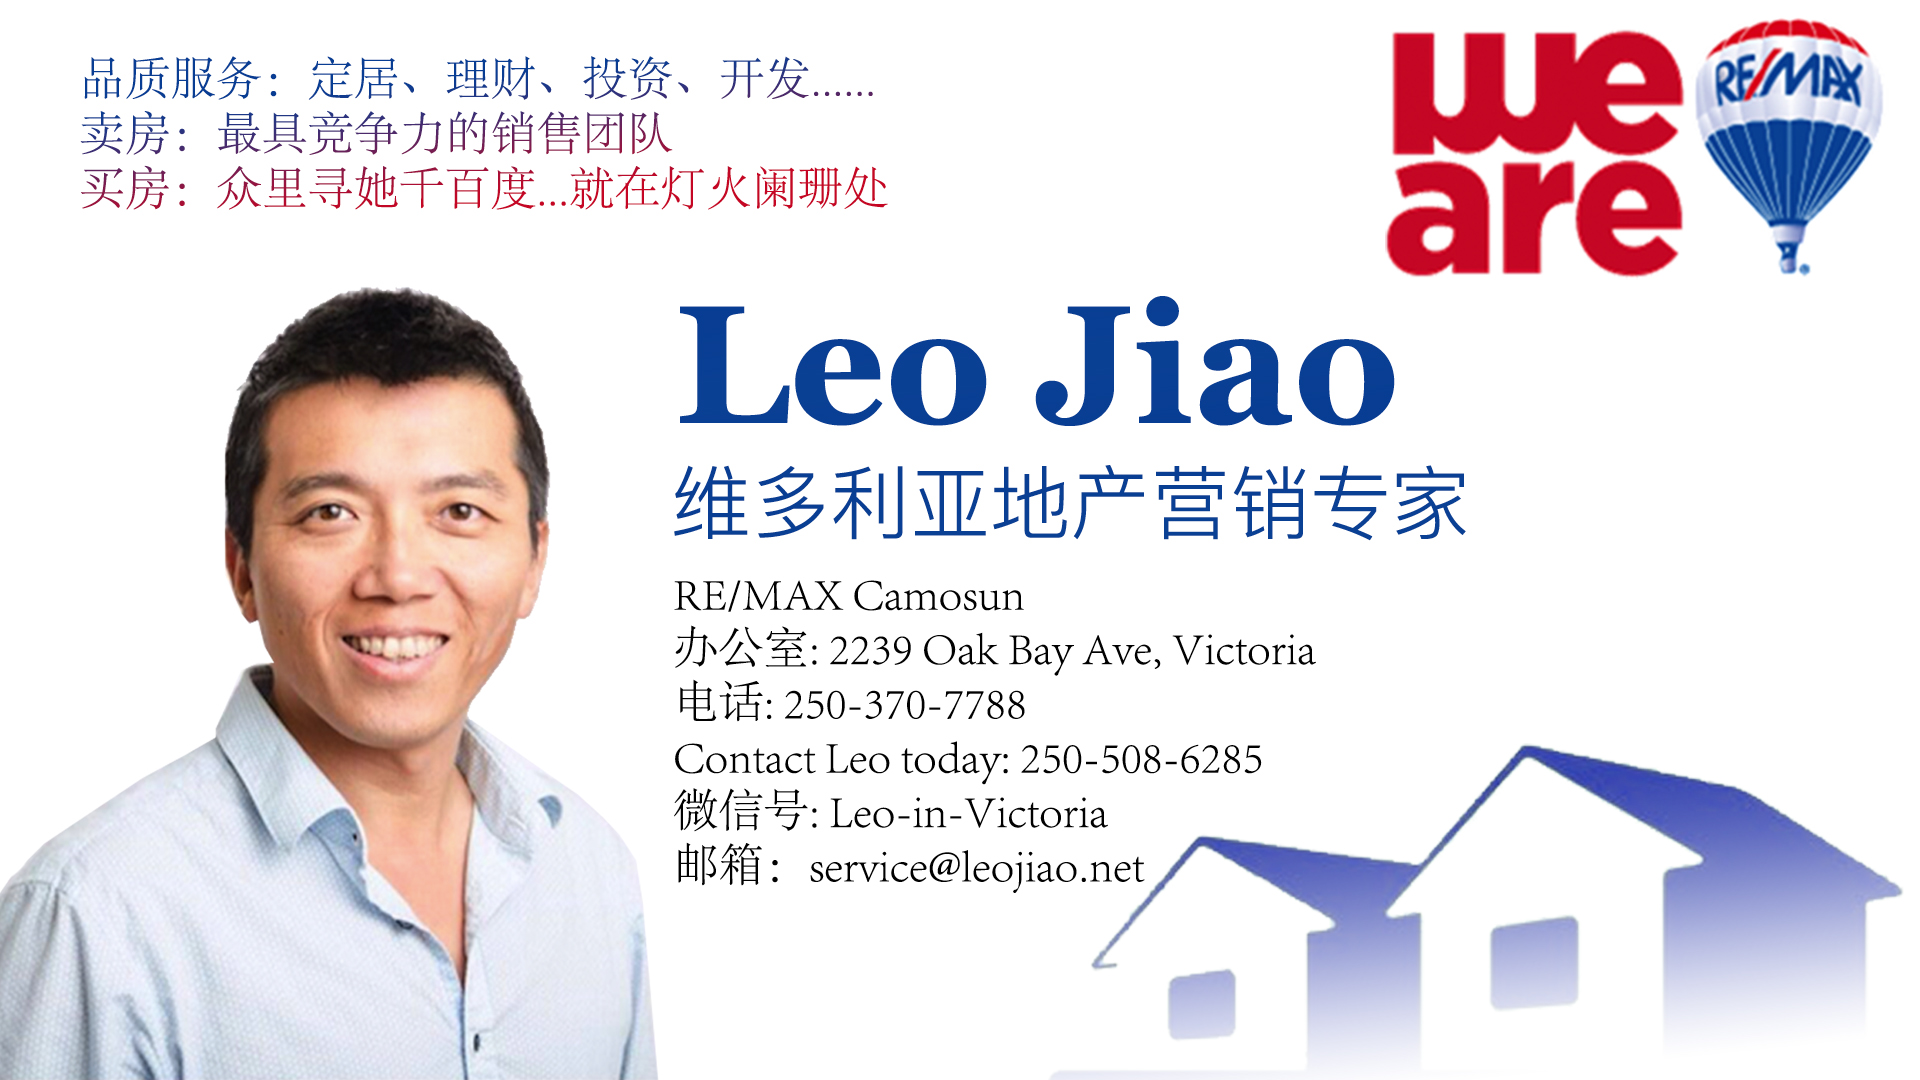 品质服务：定居、理财、投资、开发......
卖房：最具竞争力的销售团队
买房：众里寻她千百度...就在灯火阑珊处
we
are
RE/MAX
Leo Jiao
维多利亚地产营销专家
RE/MAX Camosun
办公室: 2239 Oak Bay Ave, Victoria
电话: 250-370-7788
Contact Leo today: 250-508-6285
微信号: Leo-in-Victoria
邮箱：service@leojiao.net